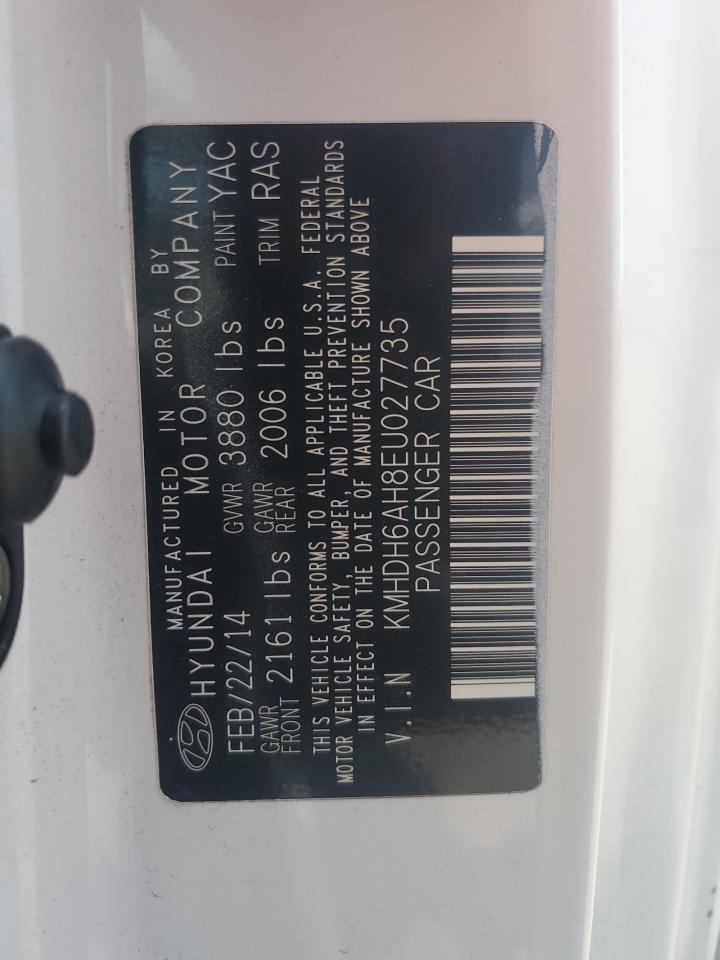 MANUFACTURED IN KOREA BY
HYUNDAI MOTOR COMPANY
FEB/22/14 GVWR 3880 lbs PAINT YAC
GAWR FRONT 2161 lbs GAWR REAR 2006 lbs TRIM RAS
THIS VEHICLE CONFORMS TO ALL APPLICABLE U.S.A. FEDERAL
MOTOR VEHICLE SAFETY, BUMPER, AND THEFT PREVENTION STANDARDS
IN EFFECT ON THE DATE OF MANUFACTURE SHOWN ABOVE
V.I.N KMHDH6AH8EU027735
PASSENGER CAR